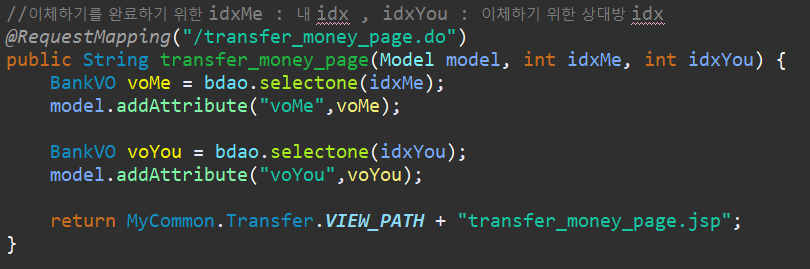 //이체하기를 완료하기 위한 idxMe : 내 idx , idxYou : 이체하기 위한 상대방 idx
@RequestMapping("/transfer_money_page.do")
public String transfer_money_page(Model model, int idxMe, int idxYou) {
BankVO voMe = bdao.selectone(idxMe);
model.addAttribute("voMe",voMe);
BankVO voYou = bdao.selectone(idxYou);
model.addAttribute("voYou",voYou);
return MyCommon.Transfer.VIEW_PATH + "transfer_money_page.jsp";
}